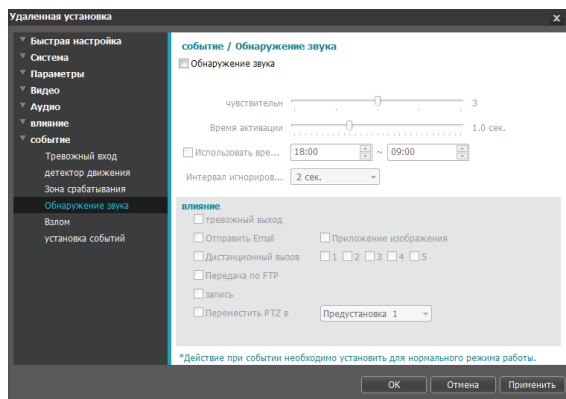 Удаленная установка
x
Быстрая настройка
Система
Параметры
Видео
Аудио
влияние
событие
Тревожный вход
детектор движения
Зона срабатывания
Обнаружение звука
Взлом
установка событий
событие / Обнаружение звука
Обнаружение звука
чувствительн 3
Время активации 1.0 сек.
Использовать вре... 18:00 ~ 09:00
Интервал игнориров... 2 сек.
влияние
тревожный выход
Отправить Email Приложение изображения
Дистанционный вызов 1 2 3 4 5
Передача по FTP
запись
Переместить PTZ в Предустановка 1
*Действие при событии необходимо установить для нормального режима работы.
OK Отмена Применить